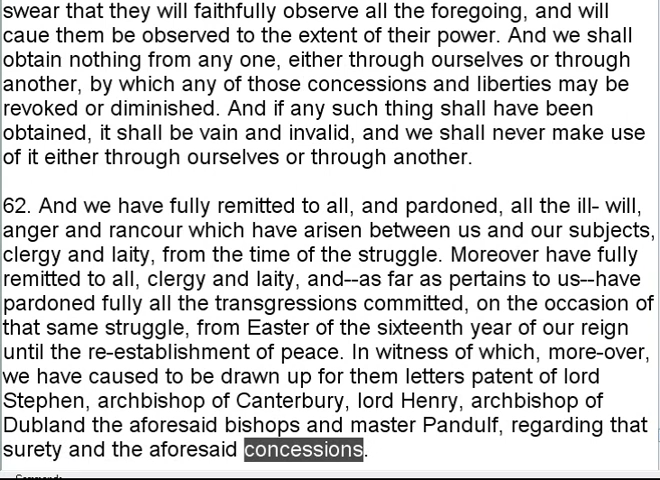 swear that they will faithfully observe all the foregoing, and will
caue them be observed to the extent of their power. And we shall
obtain nothing from any one, either through ourselves or through
another, by which any of those concessions and liberties may be
revoked or diminished. And if any such thing shall have been
obtained, it shall be vain and invalid, and we shall never make use
of it either through ourselves or through another.
62. And we have fully remitted to all, and pardoned, all the ill- will,
anger and rancour which have arisen between us and our subjects,
clergy and laity, from the time of the struggle. Moreover have fully
remitted to all, clergy and laity, and--as far as pertains to us--have
pardoned fully all the transgressions committed, on the occasion of
that same struggle, from Easter of the sixteenth year of our reign
until the re-establishment of peace. In witness of which, more-over,
we have caused to be drawn up for them letters patent of lord
Stephen, archbishop of Canterbury, lord Henry, archbishop of
Dubland the aforesaid bishops and master Pandulf, regarding that
surety and the aforesaid concessions.